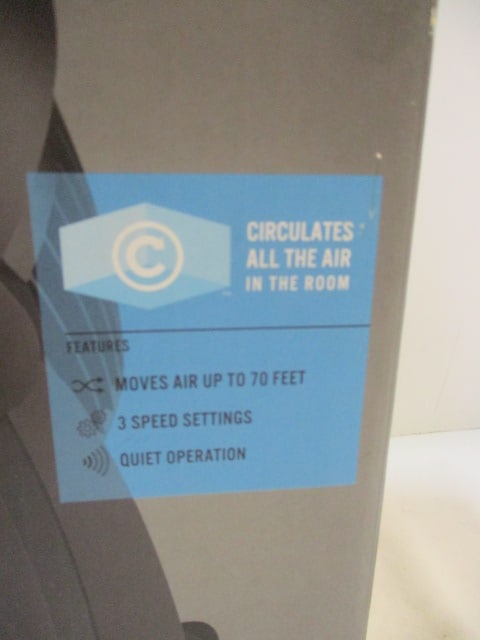 C
CIRCULATES
ALL THE AIR
IN THE ROOM
FEATURES
MOVES AIR UP TO 70 FEET
3 SPEED SETTINGS
QUIET OPERATION